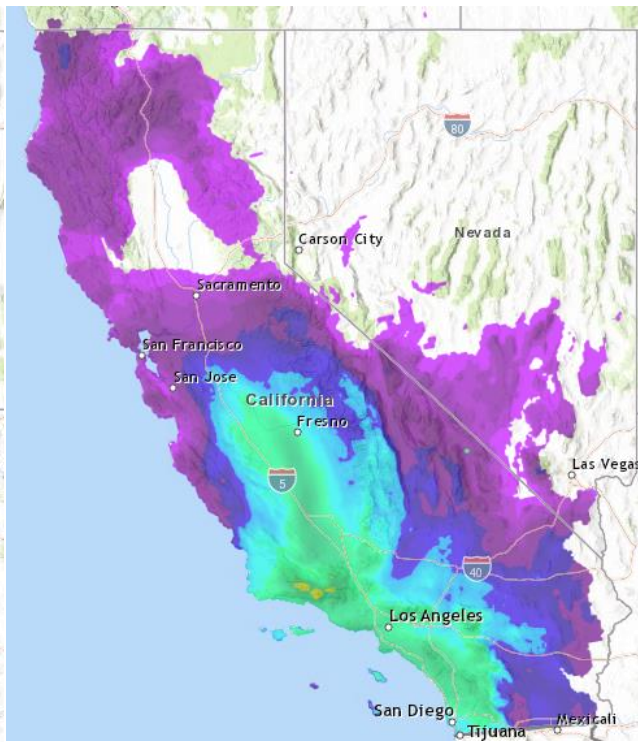 80
Nevada
Carson City
Sacramento
San Francisco
San Jose
California
Fresno
Las Vegas
5
40
Los Angeles
San Diego
Mexicali
Tijuana